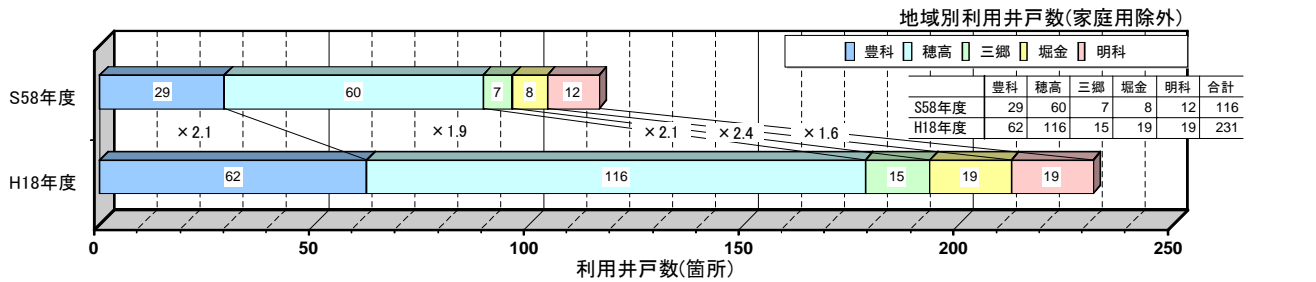 地域別利用井戸数(家庭用除外)
豊科 穂高 三郷 堀金 明科
豊科 穂高 三郷 堀金 明科 合計
S58年度 29 60 7 8 12 116
H18年度 62 116 15 19 19 231
S58年度 29 60 7 8 12
×2.1 ×1.9 ×2.1 ×2.4 ×1.6
H18年度 62 116 15 19 19
0 50 100 150 200 250
利用井戸数(箇所)